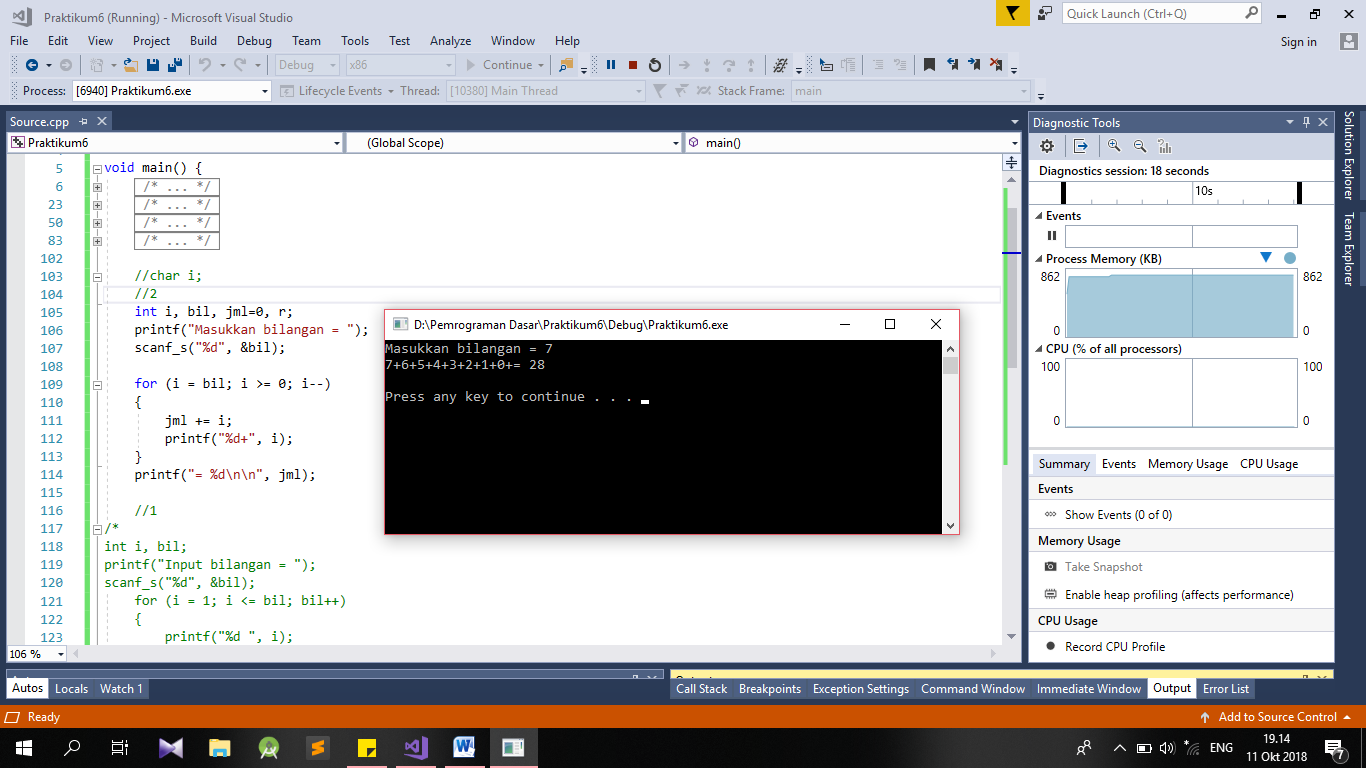 Praktikum6 (Running) - Microsoft Visual Studio
Quick Launch (Ctrl+Q)
File Edit View Project Build Debug Team Tools Test Analyze Window Help
Sign in
Debug x86 Continue
Process: [6940] Praktikum6.exe Lifecycle Events Thread: [10380] Main Thread Stack Frame: main
Source.cpp
Praktikum6 (Global Scope) main()
5 void main() {
6 /* ... */
23 /* ... */
50 /* ... */
83 /* ... */
102
103 //char i;
104 //2
105 int i, bil, jml=0, r;
106 printf("Masukkan bilangan = ");
107 scanf_s("%d", &bil);
108
109 for (i = bil; i >= 0; i--)
110 {
111 jml += i;
112 printf("%d+", i);
113 }
114 printf("= %d\n\n", jml);
115
116 //1
117 /*
118 int i, bil;
119 printf("Input bilangan = ");
120 scanf_s("%d", &bil);
121 for (i = 1; i <= bil; bil++)
122 {
123 printf("%d ", i);
106 %
D:\Pemrograman Dasar\Praktikum6\Debug\Praktikum6.exe
Masukkan bilangan = 7
7+6+5+4+3+2+1+0+= 28
Press any key to continue . . .
Diagnostic Tools
Diagnostics session: 18 seconds
10s
Events
Process Memory (KB)
862 862
0 0
CPU (% of all processors)
100 100
0 0
Summary Events Memory Usage CPU Usage
Events
Show Events (0 of 0)
Memory Usage
Take Snapshot
Enable heap profiling (affects performance)
CPU Usage
Record CPU Profile
Solution Explorer
Team Explorer
Autos Locals Watch 1
Call Stack Breakpoints Exception Settings Command Window Immediate Window Output Error List
Ready
Add to Source Control
ENG
19.14
11 Okt 2018
7